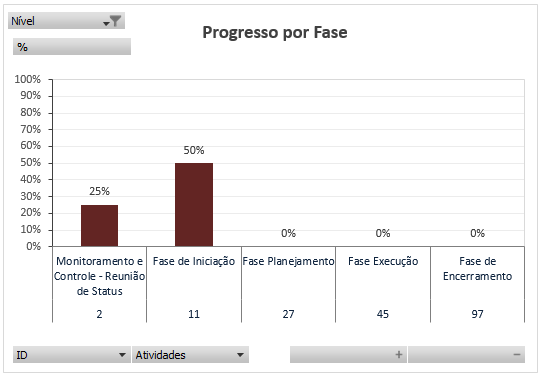 Nível
Progresso por Fase
%
100%
90%
80%
70%
60%
50%
40%
30%
20%
10%
0%
25%
50%
0%
0%
0%
Monitoramento e
Controle - Reunião
de Status
Fase de Iniciação
Fase Planejamento
Fase Execução
Fase de
Encerramento
2
11
27
45
97
ID
Atividades
+
−